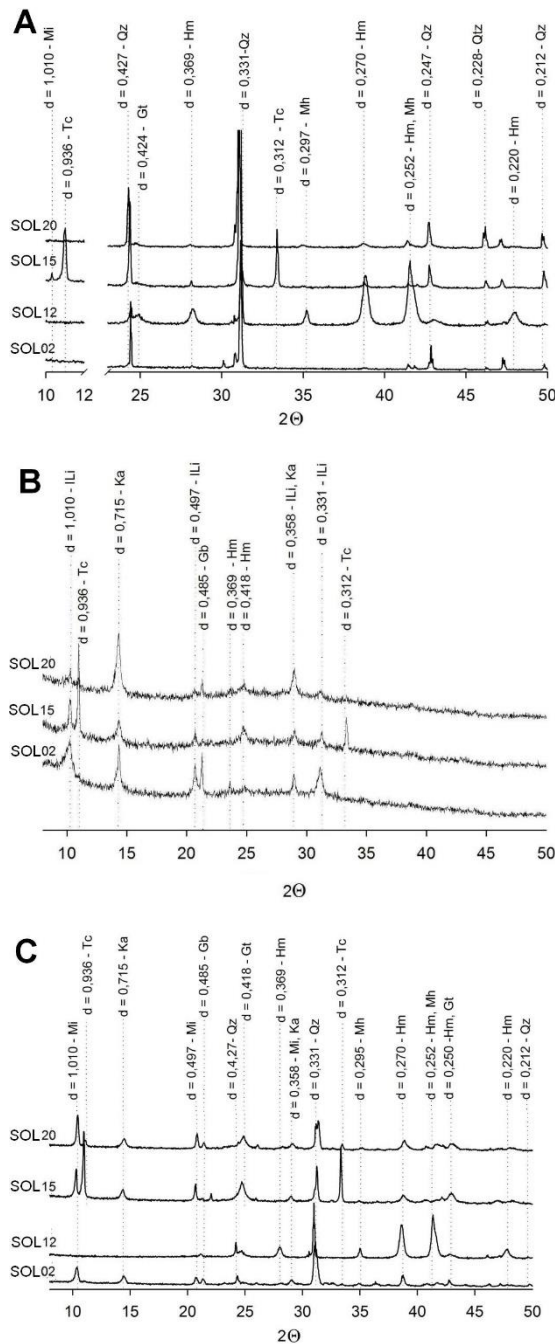 A
d = 1,010 - Mi
d = 0,936 - Tc
d = 0,427 - Qz
d = 0,424 - Gt
d = 0,369 - Hm
d = 0,331-Qz
d = 0,312 - Tc
d = 0,297 - Mh
d = 0,270 - Hm
d = 0,252 - Hm, Mh
d = 0,247 - Qz
d = 0,228- Qtz
d = 0,220 - Hm
d = 0,212 - Qz
SOL20
SOL15
SOL12
SOL02
10 12 25 30 35 40 45 50
2Θ
B
d = 1,010 - ILi
d = 0,936 - Tc
d = 0,715 - Ka
d = 0,497 - ILi
d = 0,485 - Gb
d = 0,369 - Hm
d = 0,418 - Hm
d = 0,358 - ILi, Ka
d = 0,331 - ILi
d = 0,312 - Tc
SOL20
SOL15
SOL02
10 15 20 25 30 35 40 45 50
2Θ
C
d = 1,010 - Mi
d = 0,936 - Tc
d = 0,715 - Ka
d = 0,497 - Mi
d = 0,485 - Gb
d = 0,4,27- Qz
d = 0,418 - Gt
d = 0,369 - Hm
d = 0,358 - Mi, Ka
d = 0,331 - Qz
d = 0,312 - Tc
d = 0,295 - Mh
d = 0,270 - Hm
d = 0,252 - Hm, Mh
d = 0,250 -Hm, Gt
d = 0,220 - Hm
d = 0,212 - Qz
SOL20
SOL15
SOL12
SOL02
10 15 20 25 30 35 40 45 50
2Θ